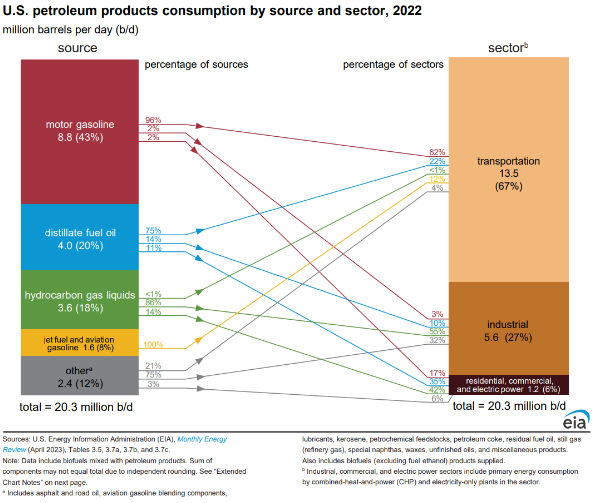 U.S. petroleum products consumption by source and sector, 2022
million barrels per day (b/d)
source
sectorᵇ
percentage of sources
percentage of sectors
motor gasoline
8.8 (43%)
96%
2%
2%
distillate fuel oil
4.0 (20%)
75%
14%
11%
hydrocarbon gas liquids
3.6 (18%)
<1%
86%
14%
jet fuel and aviation
gasoline 1.6 (8%)
100%
otherᵃ
2.4 (12%)
21%
75%
3%
62%
22%
<1%
12%
4%
transportation
13.5
(67%)
3%
10%
55%
32%
industrial
5.6 (27%)
17%
35%
42%
6%
residential, commercial,
and electric power 1.2 (6%)
total = 20.3 million b/d
total = 20.3 million b/d
eia
Sources: U.S. Energy Information Administration (EIA), Monthly Energy
Review (April 2023), Tables 3.5, 3.7a, 3.7b, and 3.7c.
Note: Data include biofuels mixed with petroleum products. Sum of
components may not equal total due to independent rounding. See “Extended
Chart Notes” on next page.
ᵃ Includes asphalt and road oil, aviation gasoline blending components,
lubricants, kerosene, petrochemical feedstocks, petroleum coke, residual fuel oil, still gas
(refinery gas), special naphthas, waxes, unfinished oils, and miscellaneous products.
Also includes biofuels (excluding fuel ethanol) products supplied.
ᵇ Industrial, commercial, and electric power sectors include primary energy consumption
by combined-heat-and-power (CHP) and electricity-only plants in the sector.